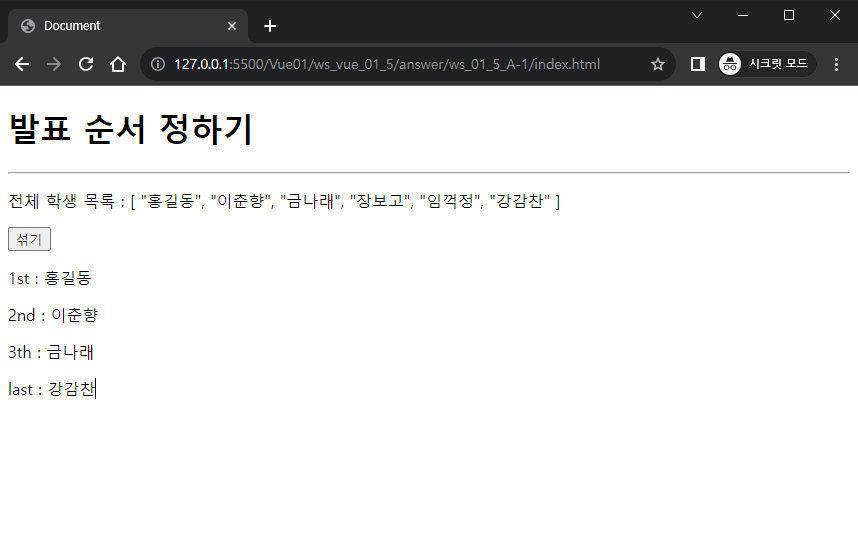 Document
127.0.0.1:5500/Vue01/ws_vue_01_5/answer/ws_01_5_A-1/index.html
시크릿 모드
발표 순서 정하기
전체 학생 목록 : [ "홍길동", "이춘향", "금나래", "장보고", "임꺽정", "강감찬" ]
섞기
1st : 홍길동
2nd : 이춘향
3th : 금나래
last : 강감찬